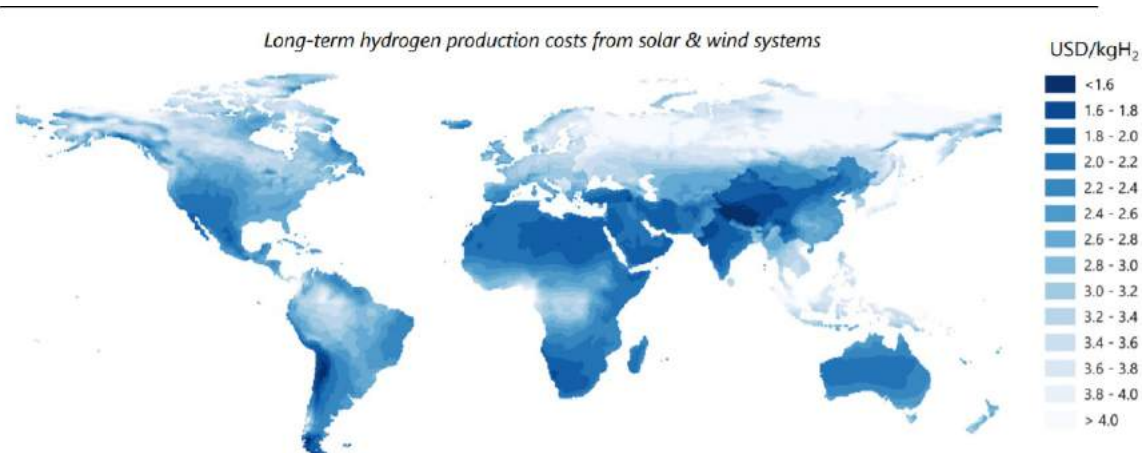 Long-term hydrogen production costs from solar & wind systems
USD/kgH₂
<1.6
1.6 - 1.8
1.8 - 2.0
2.0 - 2.2
2.2 - 2.4
2.4 - 2.6
2.6 - 2.8
2.8 - 3.0
3.0 - 3.2
3.2 - 3.4
3.4 - 3.6
3.6 - 3.8
3.8 - 4.0
> 4.0